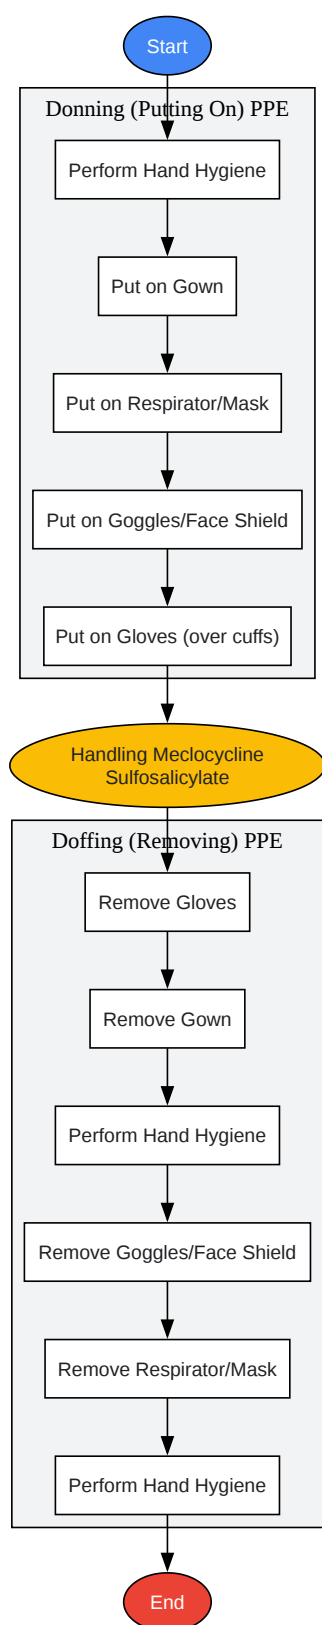 Start
Donning (Putting On) PPE
Perform Hand Hygiene
Put on Gown
Put on Respirator/Mask
Put on Goggles/Face Shield
Put on Gloves (over cuffs)
Handling Meclocycline
Sulfosalicylate
Doffing (Removing) PPE
Remove Gloves
Remove Gown
Perform Hand Hygiene
Remove Goggles/Face Shield
Remove Respirator/Mask
Perform Hand Hygiene
End